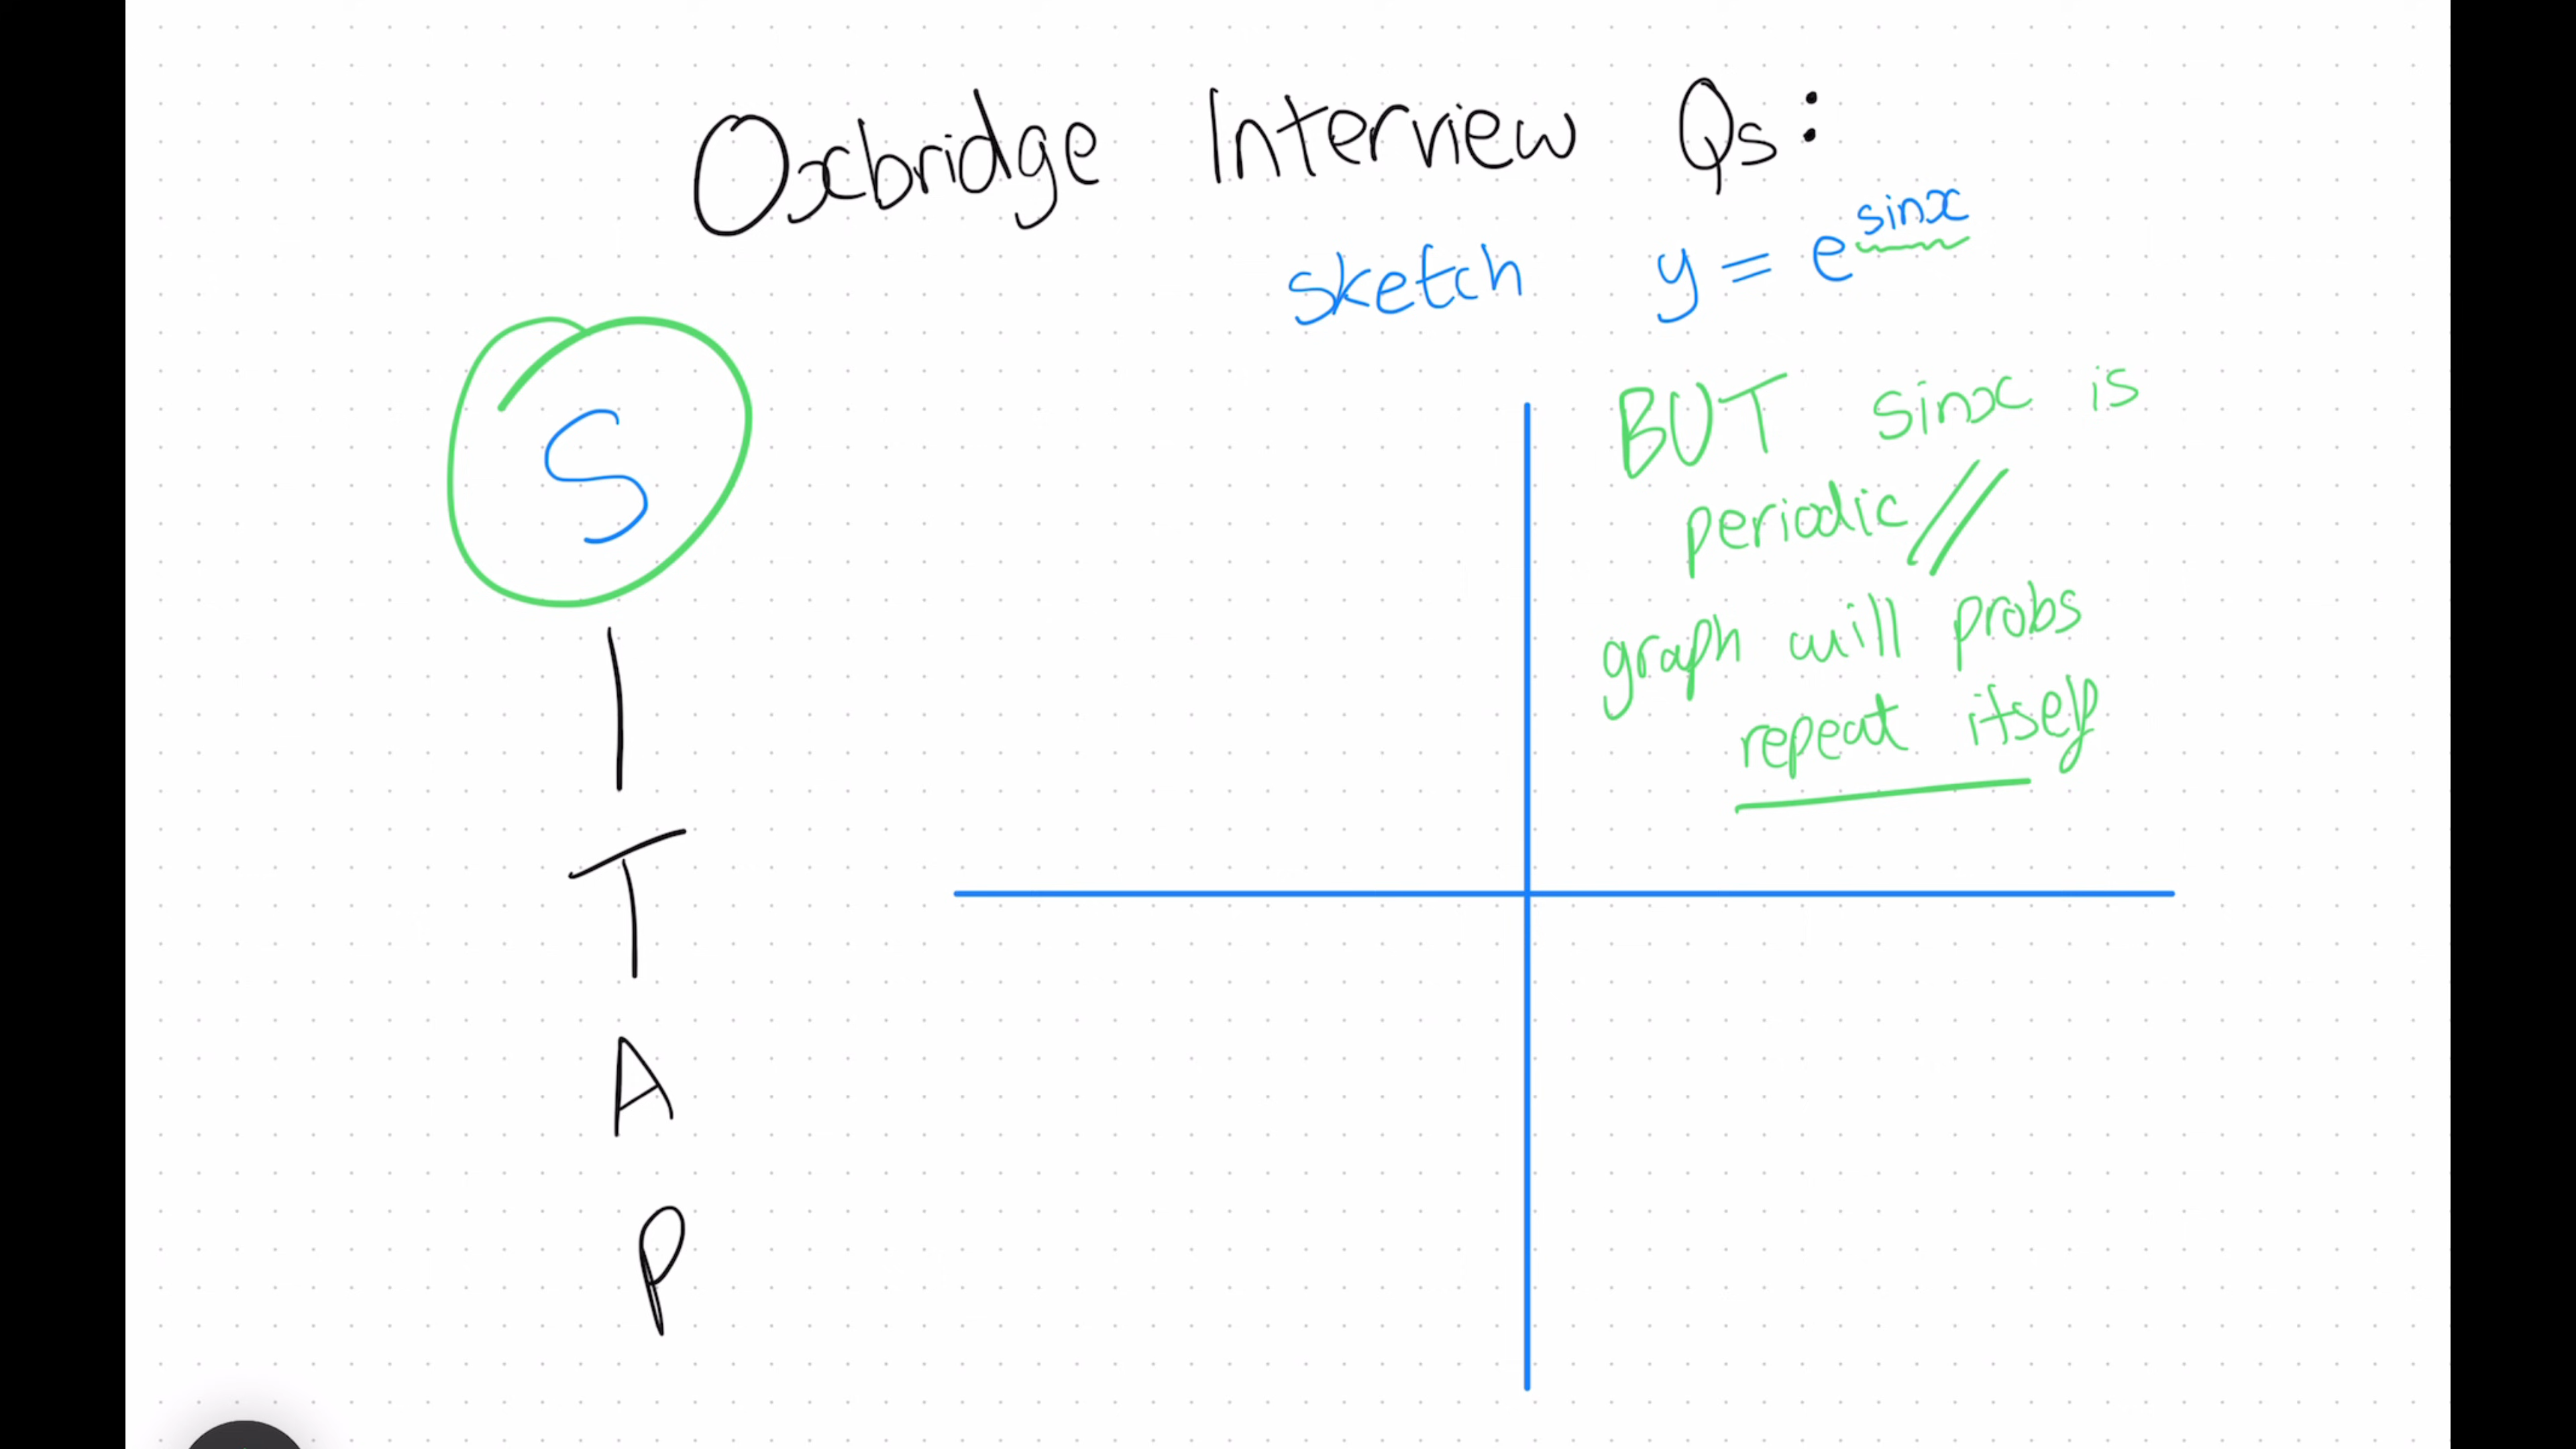 Oxbridge Interview Qs:
sketch y = e^sinx
BUT sinx is
periodic //
graph will probs
repeat itself
S
I
T
A
P